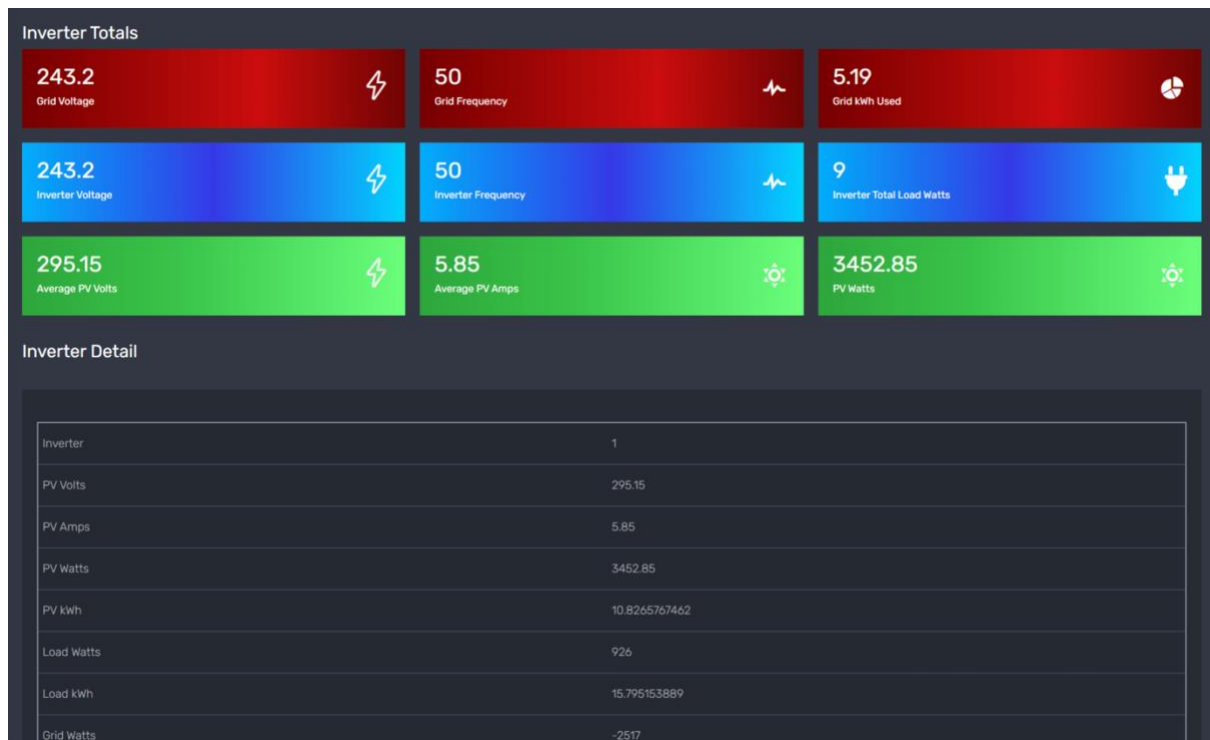 Inverter Totals
243.2
Grid Voltage
50
Grid Frequency
5.19
Grid kWh Used
243.2
Inverter Voltage
50
Inverter Frequency
9
Inverter Total Load Watts
295.15
Average PV Volts
5.85
Average PV Amps
3452.85
PV Watts
Inverter Detail
Inverter 1
PV Volts 295.15
PV Amps 5.85
PV Watts 3452.85
PV kWh 10.8265767462
Load Watts 926
Load kWh 15.795153889
Grid Watts -2517